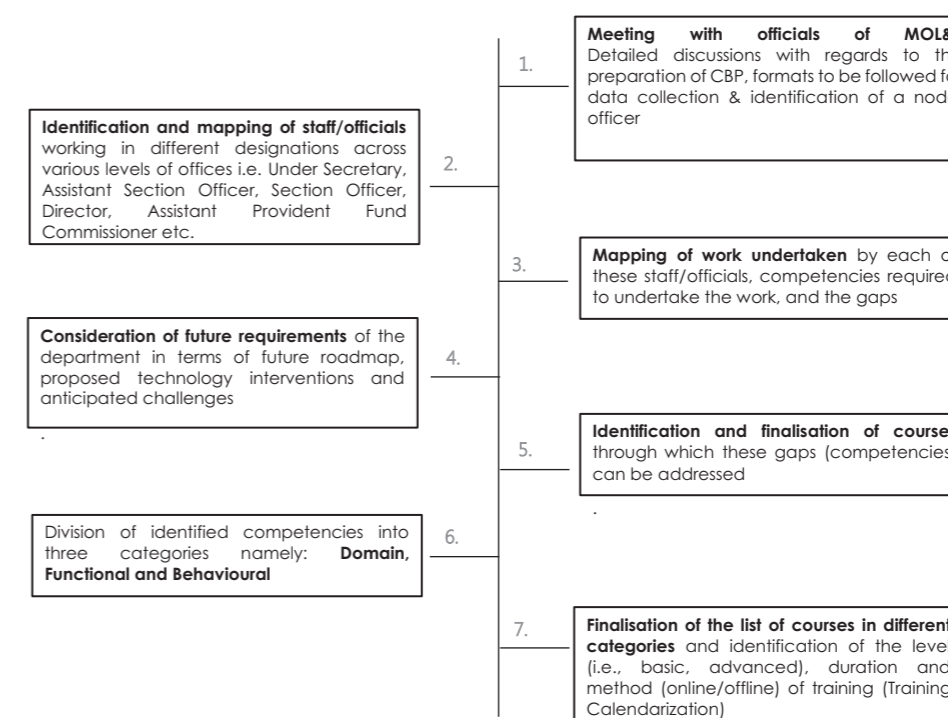 1.
Meeting with officials of MOL&
Detailed discussions with regards to th
preparation of CBP, formats to be followed f
data collection & identification of a nod
officer
2.
Identification and mapping of staff/officials
working in different designations across
various levels of offices i.e. Under Secretary,
Assistant Section Officer, Section Officer,
Director, Assistant Provident Fund
Commissioner etc.
3.
Mapping of work undertaken by each o
these staff/officials, competencies required
to undertake the work, and the gaps
4.
Consideration of future requirements of the
department in terms of future roadmap,
proposed technology interventions and
anticipated challenges
.
5.
Identification and finalisation of course
through which these gaps (competencies
can be addressed
.
6.
Division of identified competencies into
three categories namely: Domain,
Functional and Behavioural
7.
Finalisation of the list of courses in different
categories and identification of the leve
(i.e., basic, advanced), duration and
method (online/offline) of training (Training
Calendarization)